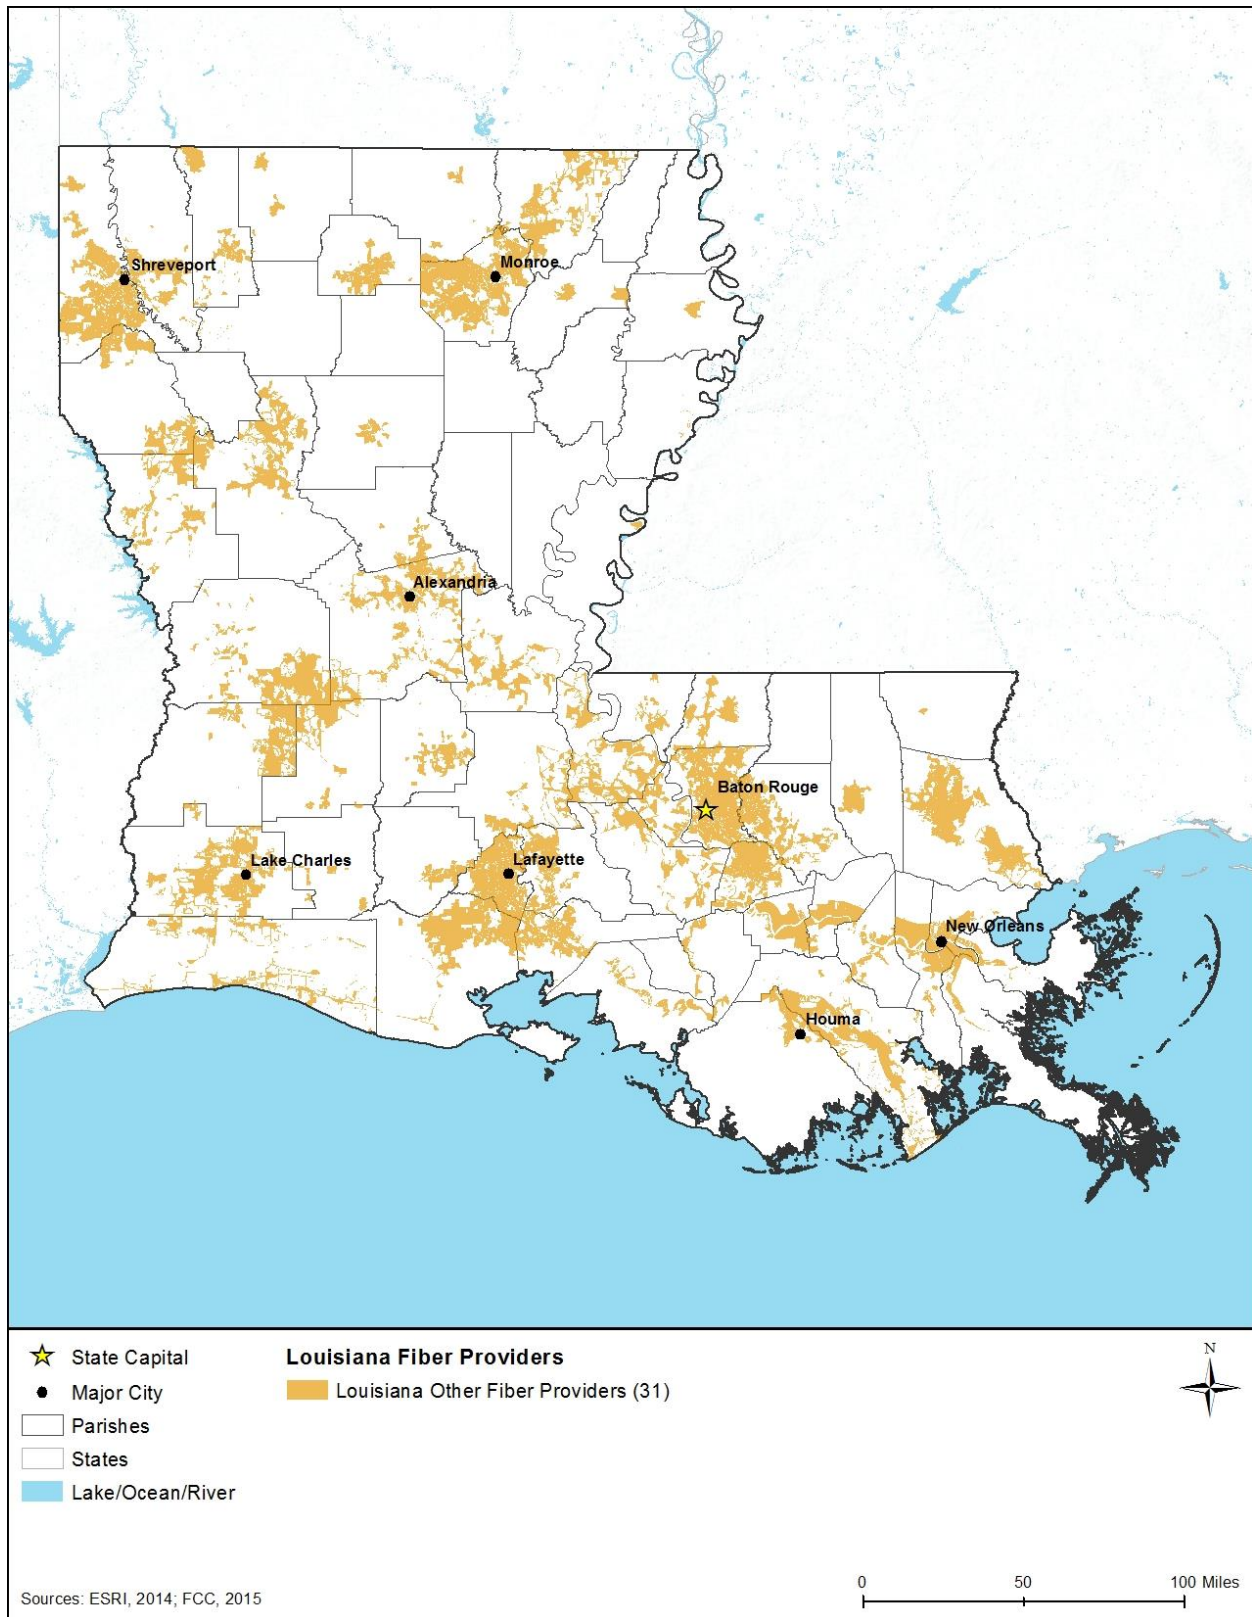 Shreveport
Monroe
Alexandria
Baton Rouge
Lake Charles
Lafayette
New Orleans
Houma
State Capital
Major City
Parishes
States
Lake/Ocean/River
Louisiana Fiber Providers
Louisiana Other Fiber Providers (31)
N
Sources: ESRI, 2014; FCC, 2015
0 50 100 Miles